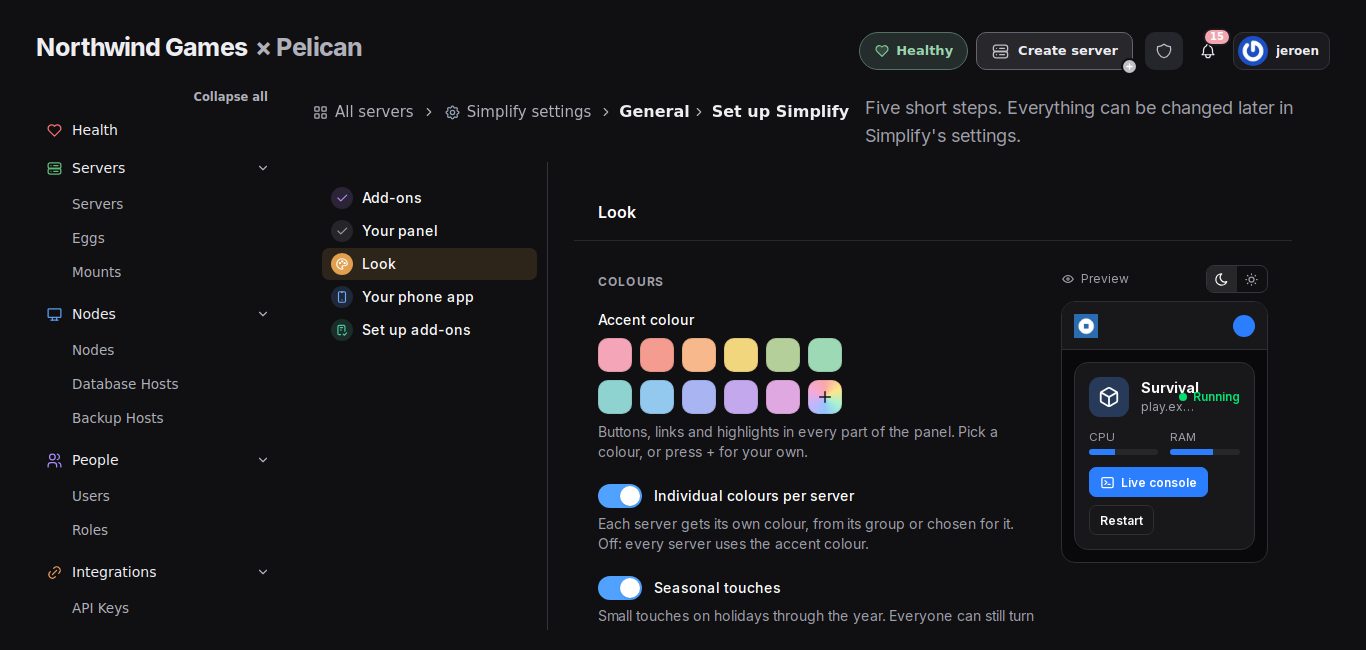 Northwind Games × Pelican
Healthy
Create server
15
jeroen
Collapse all
Health
Servers
Servers
Eggs
Mounts
Nodes
Nodes
Database Hosts
Backup Hosts
People
Users
Roles
Integrations
API Keys
All servers > Simplify settings > General > Set up Simplify
Five short steps. Everything can be changed later in
Simplify's settings.
Add-ons
Your panel
Look
Your phone app
Set up add-ons
Look
COLOURS
Accent colour
+
Buttons, links and highlights in every part of the panel. Pick a
colour, or press + for your own.
Individual colours per server
Each server gets its own colour, from its group or chosen for it.
Off: every server uses the accent colour.
Seasonal touches
Small touches on holidays through the year. Everyone can still turn
Preview
Survival
Running
play.ex...
CPU RAM
Live console
Restart